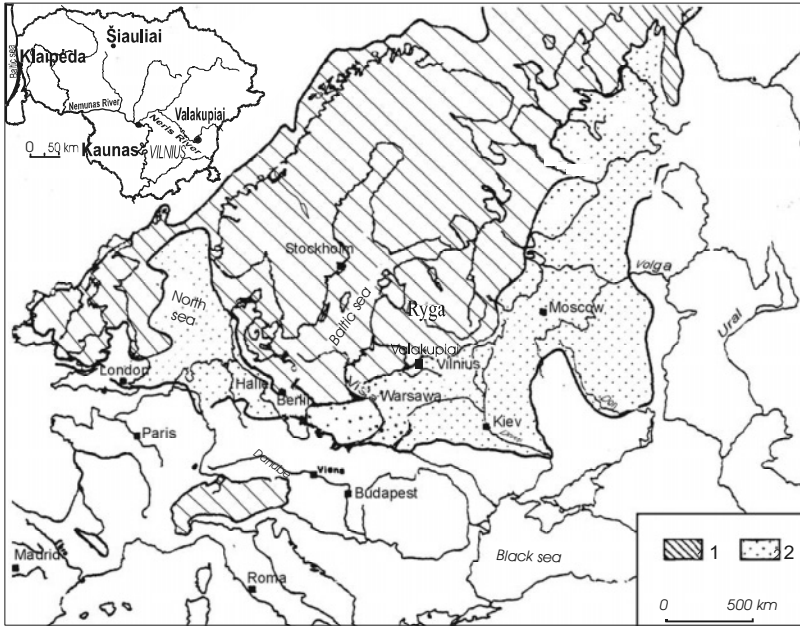 Baltic sea
Klaipėda
Šiauliai
Nemunas River
Neris River
Valakupiai
Kaunas
VILNIUS
0 50 km
Stockholm
North sea
Baltic sea
Ryga
Valakupiai
Vilnius
Moscow
Volga
Ural
London
Halle
Berlin
Warsawa
Kiev
Don
Paris
Danube
Viena
Budapest
Madrid
Roma
Black sea
1
2
0 500 km